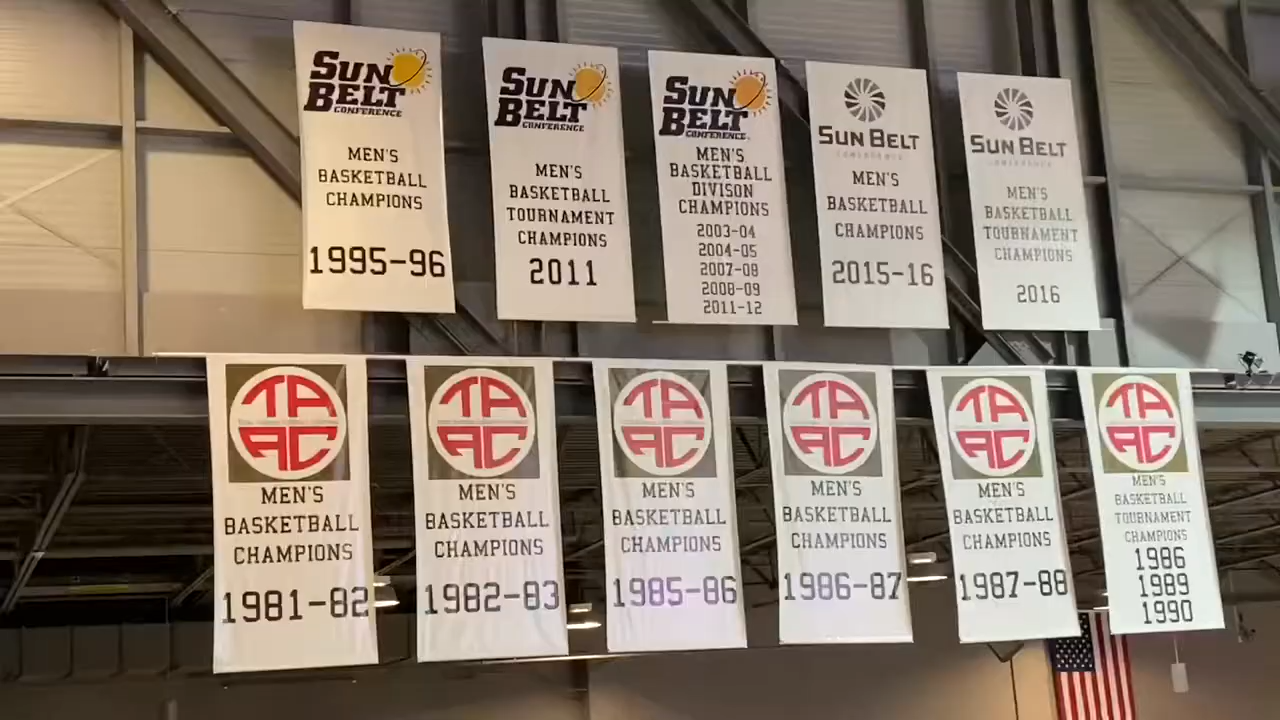 SUN
BELT
CONFERENCE
MEN'S
BASKETBALL
CHAMPIONS
1995-96
SUN
BELT
CONFERENCE
MEN'S
BASKETBALL
TOURNAMENT
CHAMPIONS
2011
SUN
BELT
CONFERENCE
MEN'S
BASKETBALL
DIVISON
CHAMPIONS
2003-04
2004-05
2007-08
2008-09
2011-12
SUN BELT
CONFERENCE
MEN'S
BASKETBALL
CHAMPIONS
2015-16
SUN BELT
CONFERENCE
MEN'S
BASKETBALL
TOURNAMENT
CHAMPIONS
2016
TA
AC
MEN'S
BASKETBALL
CHAMPIONS
1981-82
TA
AC
MEN'S
BASKETBALL
CHAMPIONS
1982-83
TA
AC
MEN'S
BASKETBALL
CHAMPIONS
1985-86
TA
AC
MEN'S
BASKETBALL
CHAMPIONS
1986-87
TA
AC
MEN'S
BASKETBALL
CHAMPIONS
1987-88
TA
AC
MEN'S
BASKETBALL
TOURNAMENT
CHAMPIONS
1986
1989
1990